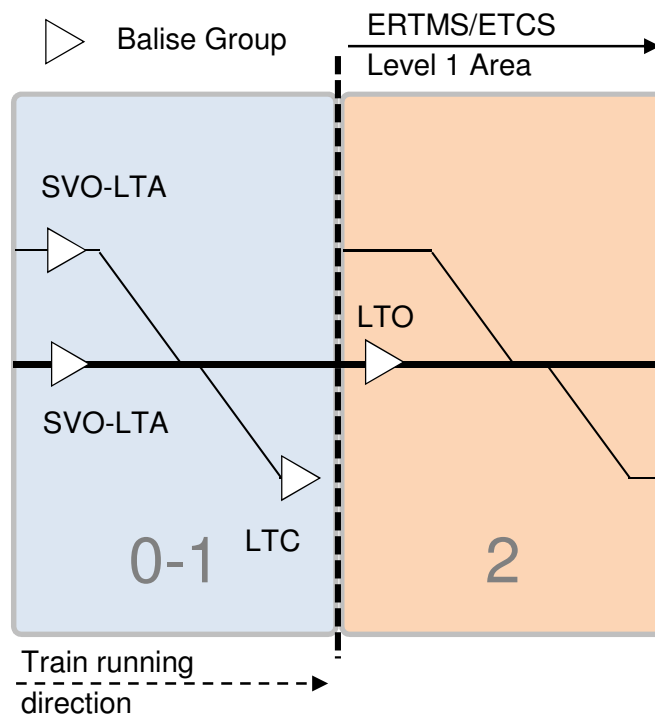 Balise Group
ERTMS/ETCS
Level 1 Area
SVO-LTA
LTO
SVO-LTA
LTC
0-1
2
Train running
direction